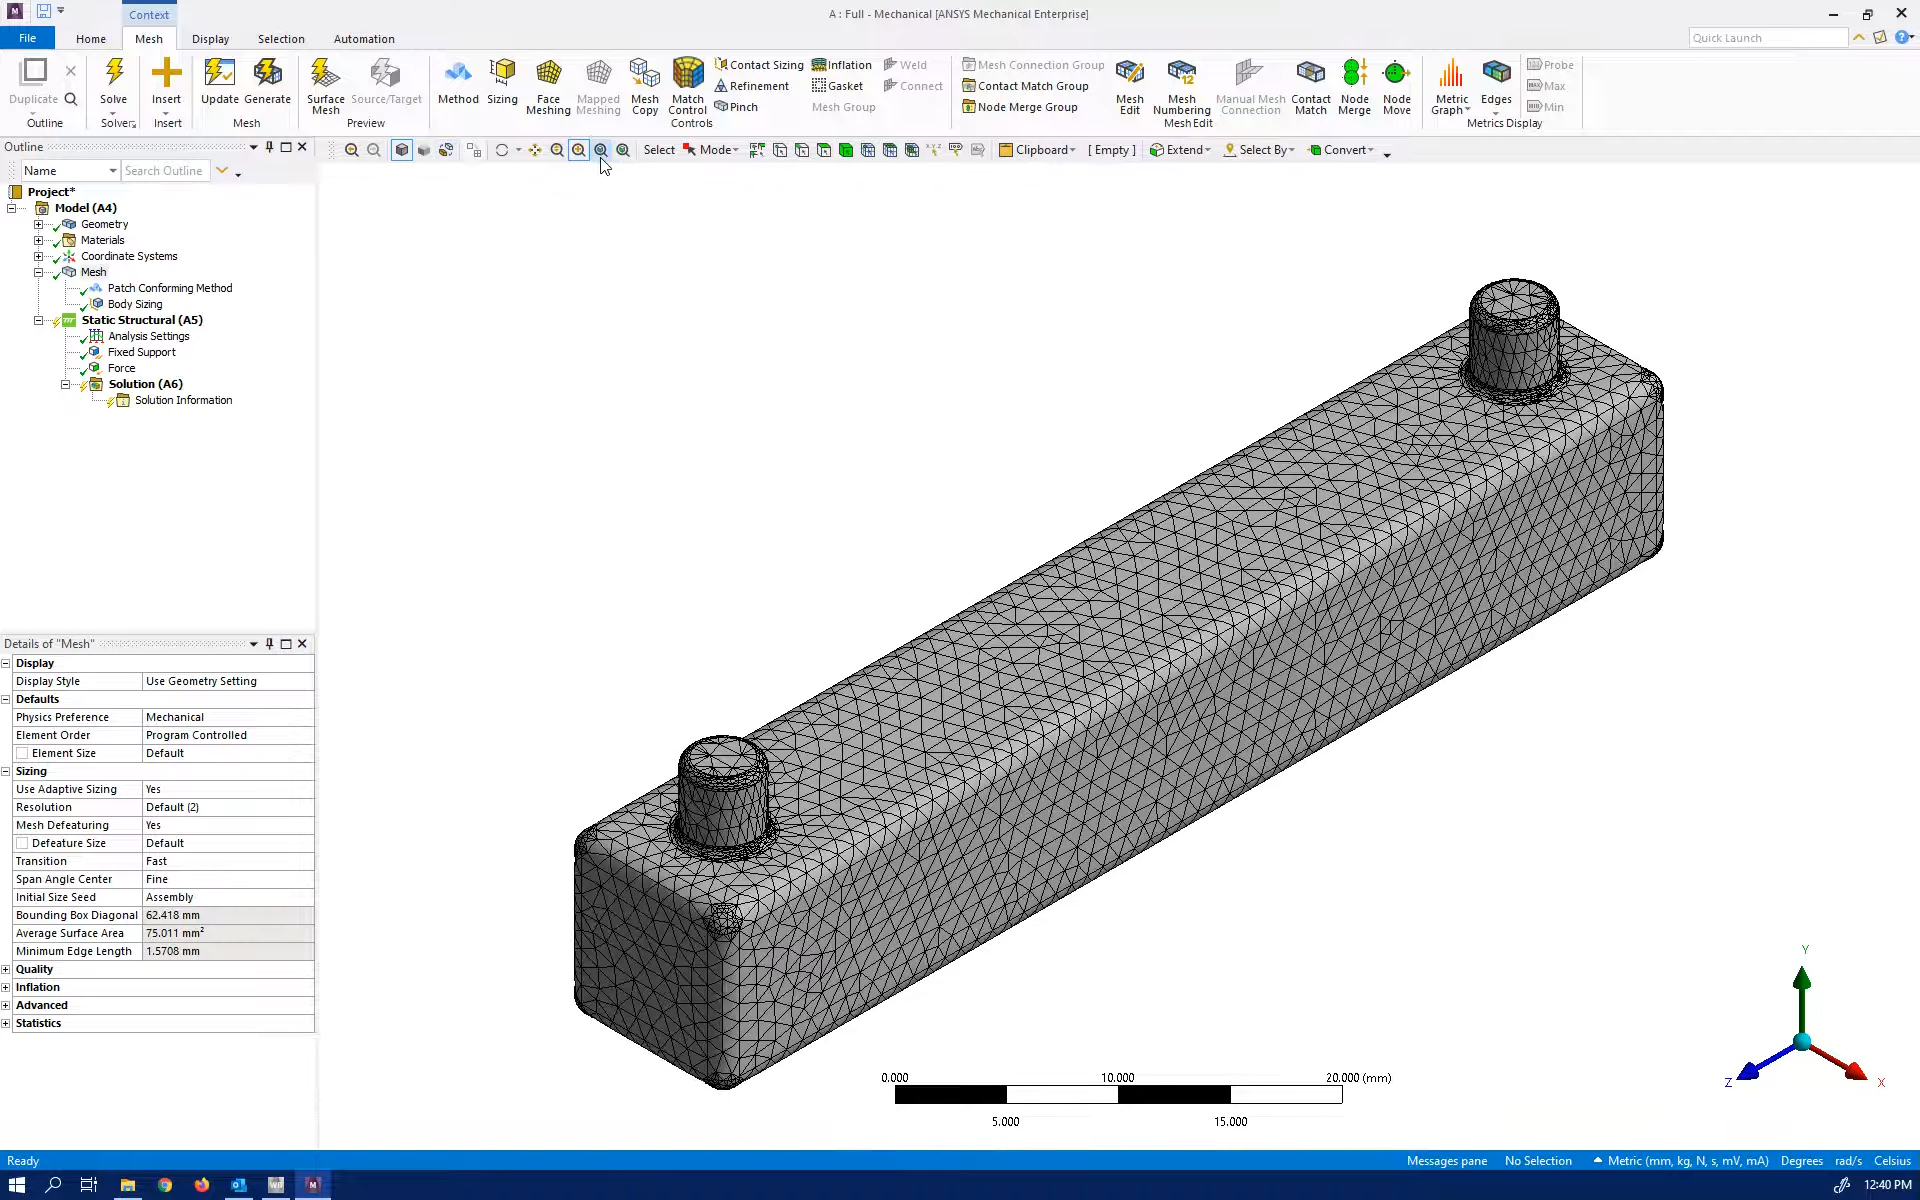 Context
A : Full - Mechanical [ANSYS Mechanical Enterprise]
File Home Mesh Display Selection Automation
Quick Launch
Duplicate Solve Insert Update Generate Surface Mesh Source/Target Method Sizing Face Meshing Mapped Meshing Mesh Copy Match Control
Contact Sizing Inflation Weld
Refinement Gasket Connect
Pinch Mesh Group
Mesh Connection Group
Contact Match Group
Node Merge Group
Mesh Edit Mesh Numbering Manual Mesh Connection Contact Match Node Merge Node Move Metric Graph Edges
Probe
Max
Min
Outline Solver Insert Mesh Preview Controls Mesh Edit Metrics Display
Outline
Select Mode Clipboard [ Empty ] Extend Select By Convert
Name Search Outline
Project*
Model (A4)
Geometry
Materials
Coordinate Systems
Mesh
Patch Conforming Method
Body Sizing
Static Structural (A5)
Analysis Settings
Fixed Support
Force
Solution (A6)
Solution Information
Details of "Mesh"
Display
Display Style Use Geometry Setting
Defaults
Physics Preference Mechanical
Element Order Program Controlled
Element Size Default
Sizing
Use Adaptive Sizing Yes
Resolution Default (2)
Mesh Defeaturing Yes
Defeature Size Default
Transition Fast
Span Angle Center Fine
Initial Size Seed Assembly
Bounding Box Diagonal 62.418 mm
Average Surface Area 75.011 mm²
Minimum Edge Length 1.5708 mm
Quality
Inflation
Advanced
Statistics
0.000 10.000 20.000 (mm)
5.000 15.000
Y
Z X
Ready Messages pane No Selection Metric (mm, kg, N, s, mV, mA) Degrees rad/s Celsius
12:40 PM